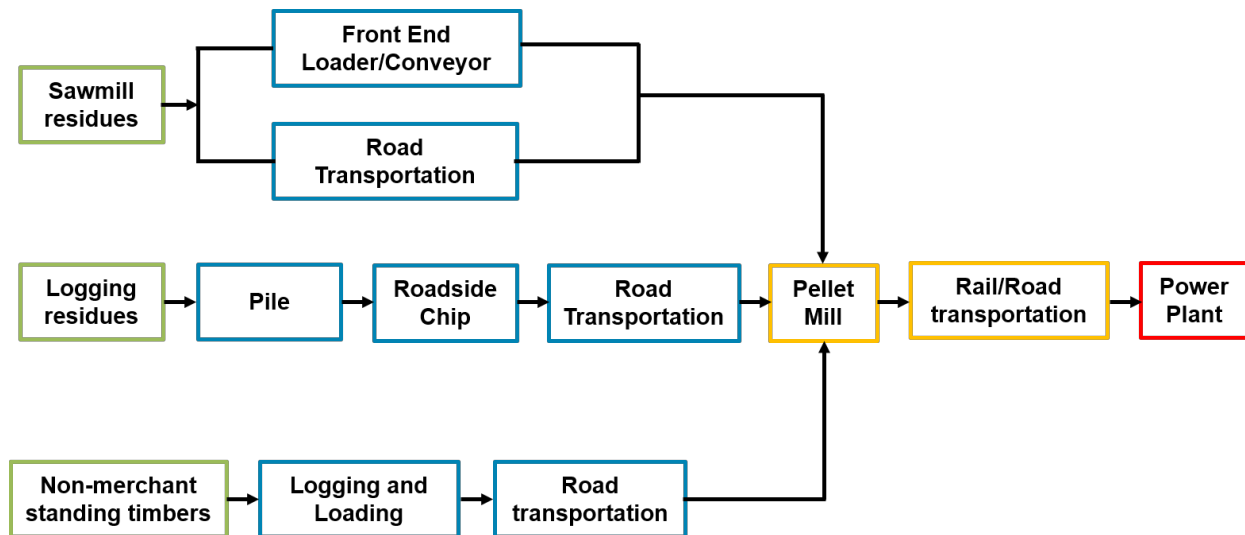 Front End
Loader/Conveyor
Sawmill
residues
Road
Transportation
Logging
residues
Pile
Roadside
Chip
Road
Transportation
Pellet
Mill
Rail/Road
transportation
Power
Plant
Non-merchant
standing timbers
Logging and
Loading
Road
transportation